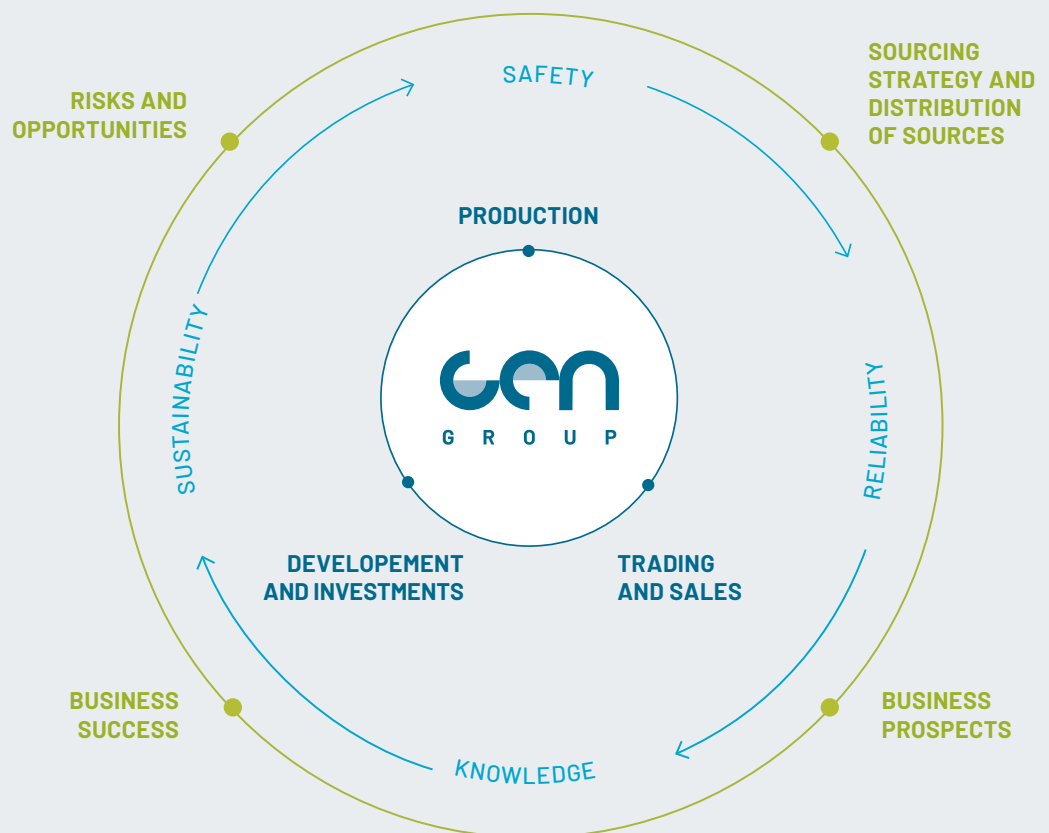 SAFETY
SOURCING
STRATEGY AND
DISTRIBUTION
OF SOURCES
RISKS AND
OPPORTUNITIES
PRODUCTION
SUSTAINABILITY
gen
GROUP
RELIABILITY
DEVELOPEMENT
AND INVESTMENTS
TRADING
AND SALES
BUSINESS
SUCCESS
BUSINESS
PROSPECTS
KNOWLEDGE